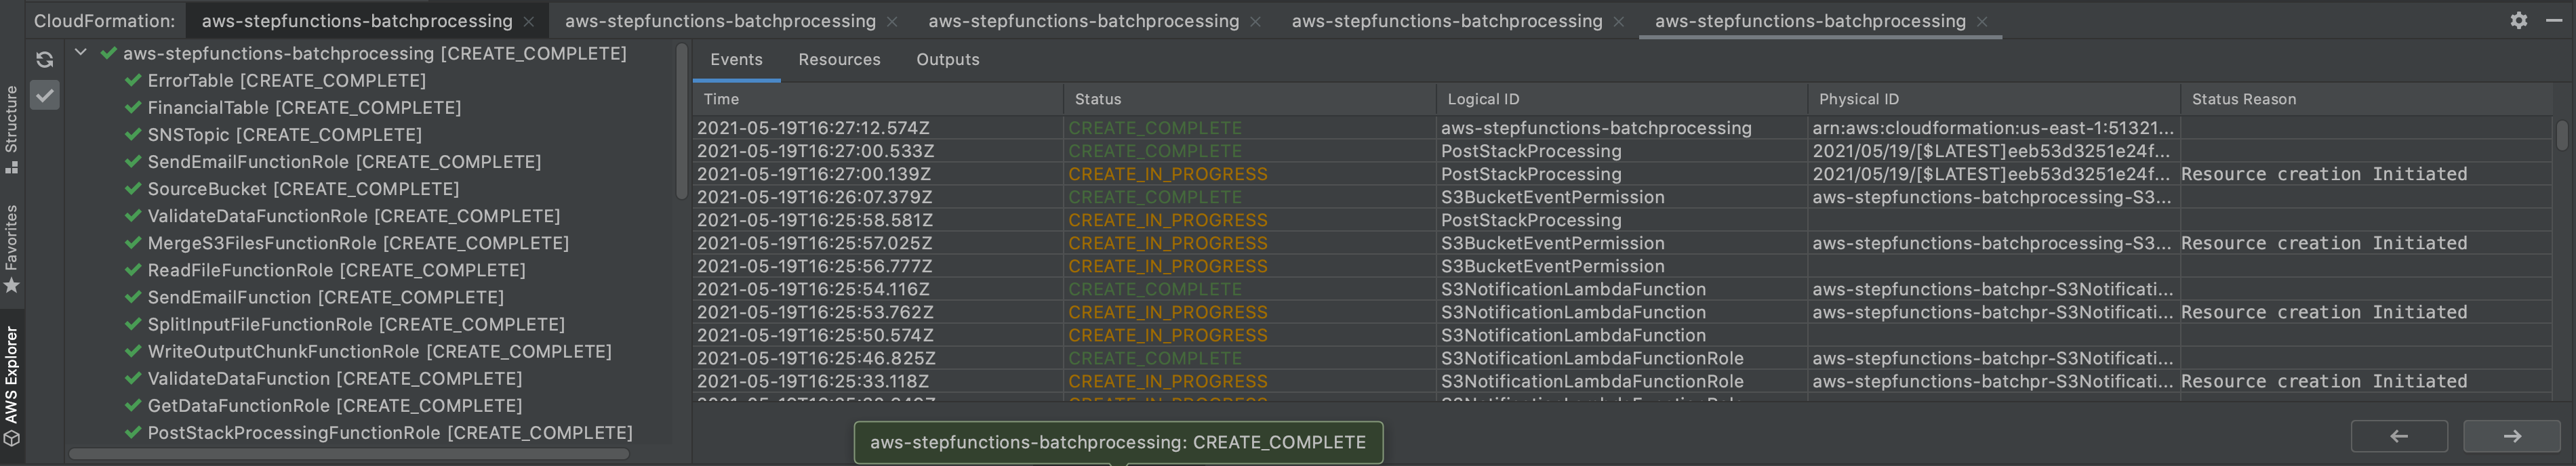 CloudFormation: aws-stepfunctions-batchprocessing aws-stepfunctions-batchprocessing aws-stepfunctions-batchprocessing aws-stepfunctions-batchprocessing aws-stepfunctions-batchprocessing
Structure
Favorites
AWS Explorer
aws-stepfunctions-batchprocessing [CREATE_COMPLETE]
ErrorTable [CREATE_COMPLETE]
FinancialTable [CREATE_COMPLETE]
SNSTopic [CREATE_COMPLETE]
SendEmailFunctionRole [CREATE_COMPLETE]
SourceBucket [CREATE_COMPLETE]
ValidateDataFunctionRole [CREATE_COMPLETE]
MergeS3FilesFunctionRole [CREATE_COMPLETE]
ReadFileFunctionRole [CREATE_COMPLETE]
SendEmailFunction [CREATE_COMPLETE]
SplitInputFileFunctionRole [CREATE_COMPLETE]
WriteOutputChunkFunctionRole [CREATE_COMPLETE]
ValidateDataFunction [CREATE_COMPLETE]
GetDataFunctionRole [CREATE_COMPLETE]
PostStackProcessingFunctionRole [CREATE_COMPLETE]
Events Resources Outputs
Time Status Logical ID Physical ID Status Reason
2021-05-19T16:27:12.574Z CREATE_COMPLETE aws-stepfunctions-batchprocessing arn:aws:cloudformation:us-east-1:51321...
2021-05-19T16:27:00.533Z CREATE_COMPLETE PostStackProcessing 2021/05/19/[$LATEST]eeb53d3251e24f...
2021-05-19T16:27:00.139Z CREATE_IN_PROGRESS PostStackProcessing 2021/05/19/[$LATEST]eeb53d3251e24f... Resource creation Initiated
2021-05-19T16:26:07.379Z CREATE_COMPLETE S3BucketEventPermission aws-stepfunctions-batchprocessing-S3...
2021-05-19T16:25:58.581Z CREATE_IN_PROGRESS PostStackProcessing
2021-05-19T16:25:57.025Z CREATE_IN_PROGRESS S3BucketEventPermission aws-stepfunctions-batchprocessing-S3... Resource creation Initiated
2021-05-19T16:25:56.777Z CREATE_IN_PROGRESS S3BucketEventPermission
2021-05-19T16:25:54.116Z CREATE_COMPLETE S3NotificationLambdaFunction aws-stepfunctions-batchpr-S3Notificati...
2021-05-19T16:25:53.762Z CREATE_IN_PROGRESS S3NotificationLambdaFunction aws-stepfunctions-batchpr-S3Notificati... Resource creation Initiated
2021-05-19T16:25:50.574Z CREATE_IN_PROGRESS S3NotificationLambdaFunction
2021-05-19T16:25:46.825Z CREATE_COMPLETE S3NotificationLambdaFunctionRole aws-stepfunctions-batchpr-S3Notificati...
2021-05-19T16:25:33.118Z CREATE_IN_PROGRESS S3NotificationLambdaFunctionRole aws-stepfunctions-batchpr-S3Notificati... Resource creation Initiated
aws-stepfunctions-batchprocessing: CREATE_COMPLETE